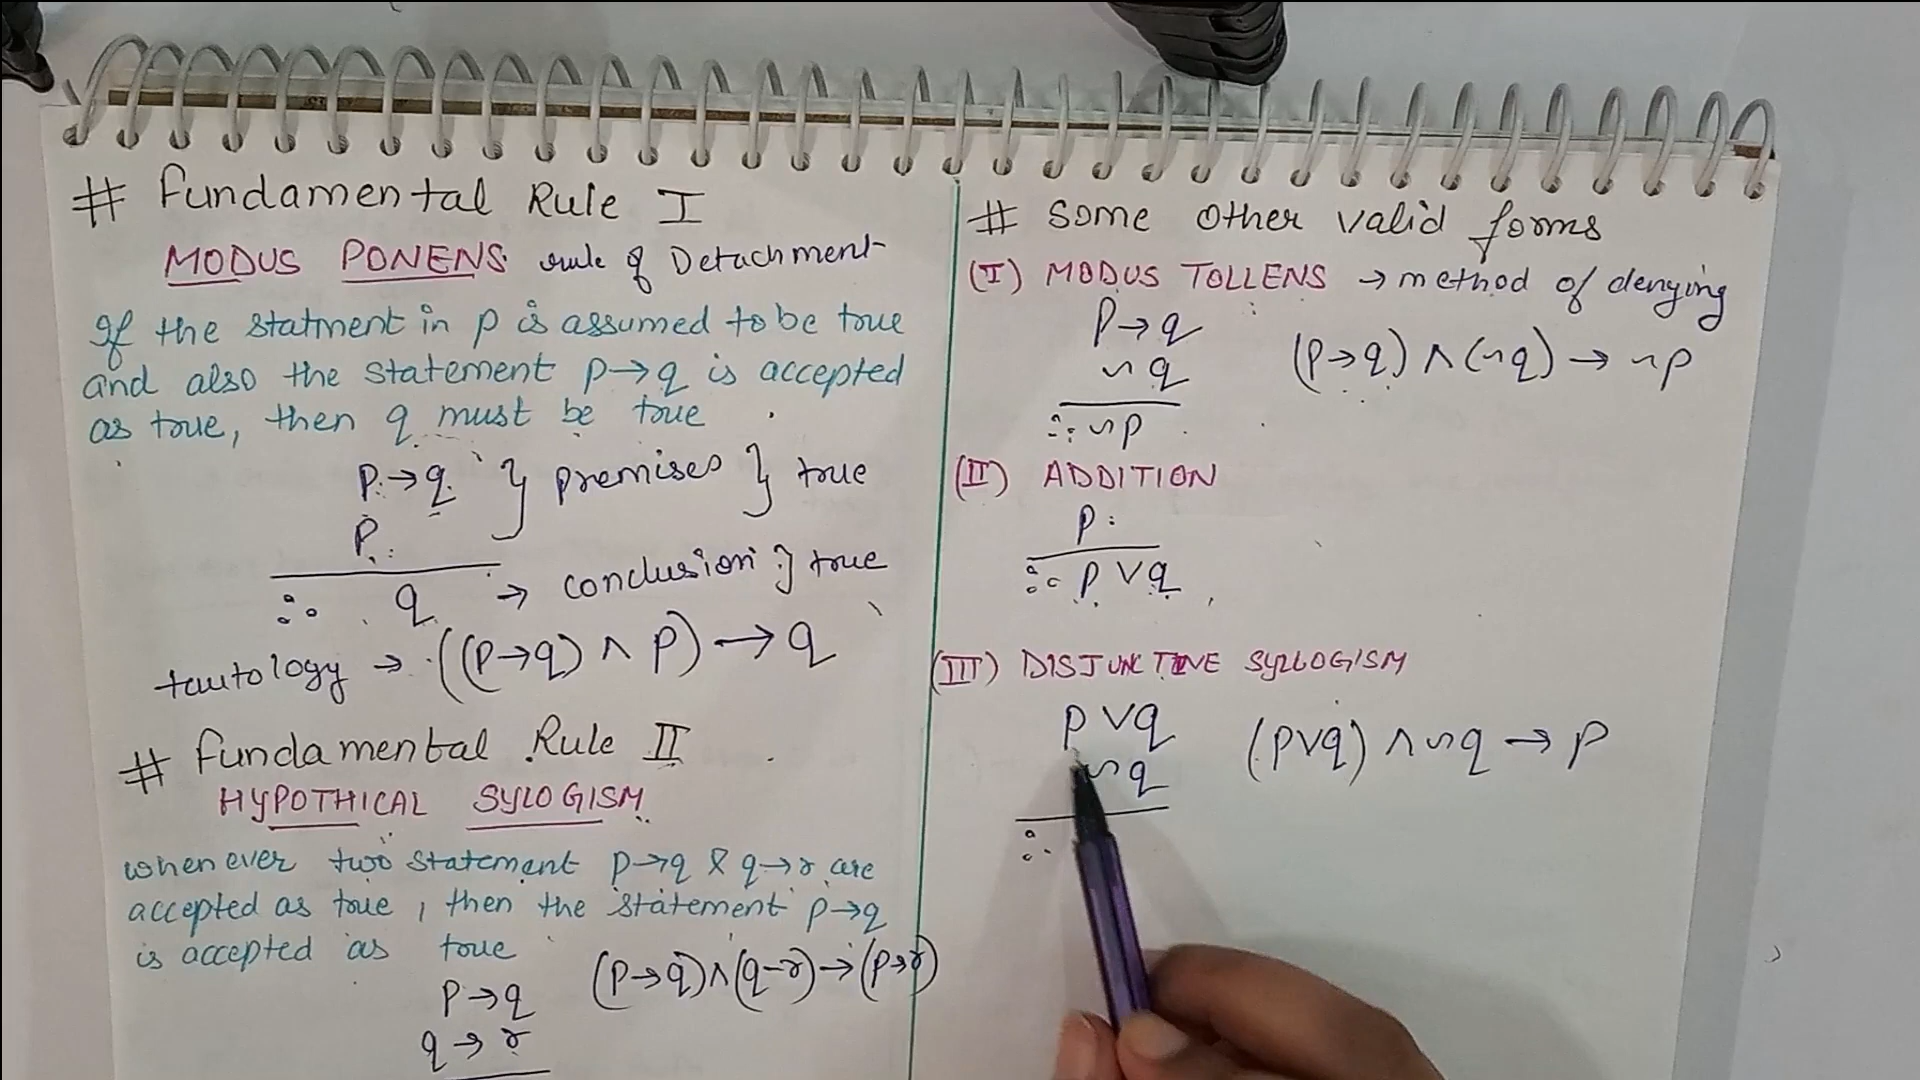 # Fundamental Rule I
MODUS PONENS rule of Detachment
If the statment in p is assumed to be true
and also the statement p→q is accepted
as true, then q must be true
p→q } premises } true
p
∴ q → conclusion } true
tautology → ((p→q) ∧ p) → q
# Fundamental Rule II
HYPOTHICAL SYLOGISM
whenever two statement p→q & q→r are
accepted as true, then the statement p→q
is accepted as true
p→q (p→q)∧(q-r)→(p→r)
q→r
# Some Other valid forms
(I) MODUS TOLLENS → method of denying
p→q
~q (p→q) ∧ (~q) → ~p
∴ ~p
(II) ADDITION
p
∴ p ∨ q
(III) DISJUNCTIVE SYLLOGISM
p ∨ q (p∨q) ∧ ~q → p
~q
∴